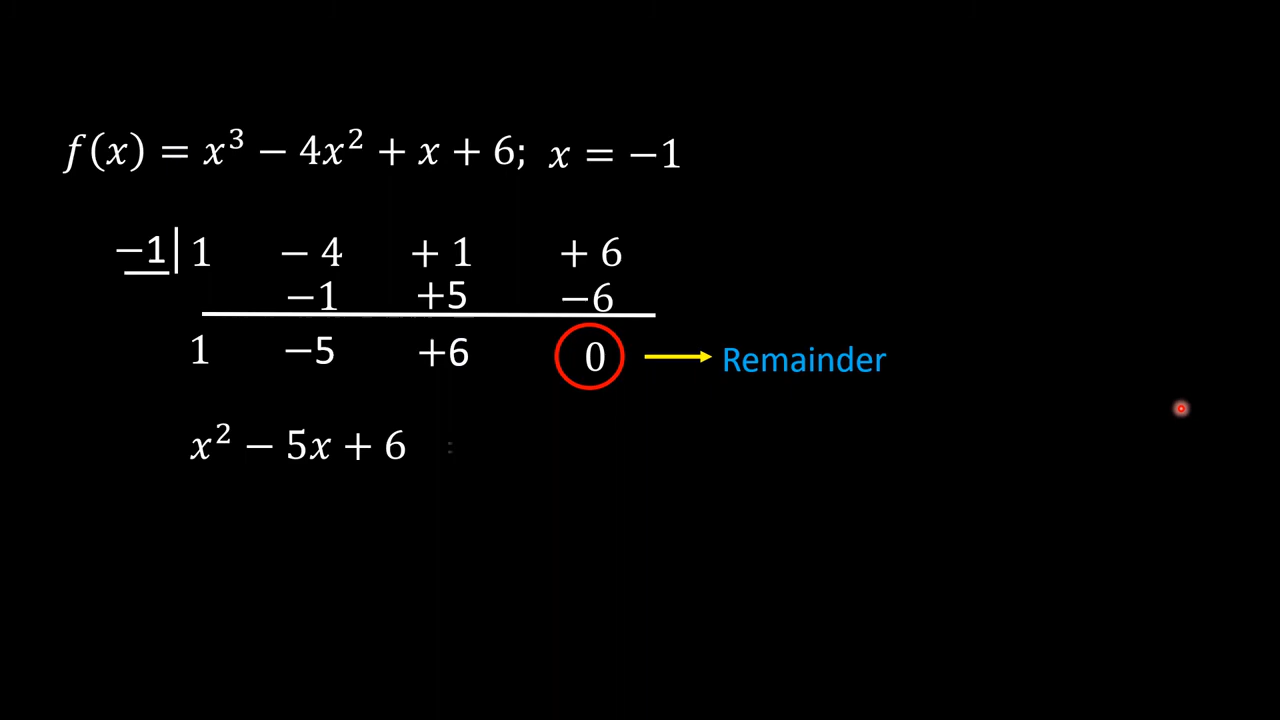 f(x) = x³ − 4x² + x + 6; x = −1
−1| 1 − 4 + 1 + 6
−1 +5 −6
1 −5 +6 0 Remainder
x² − 5x + 6 =